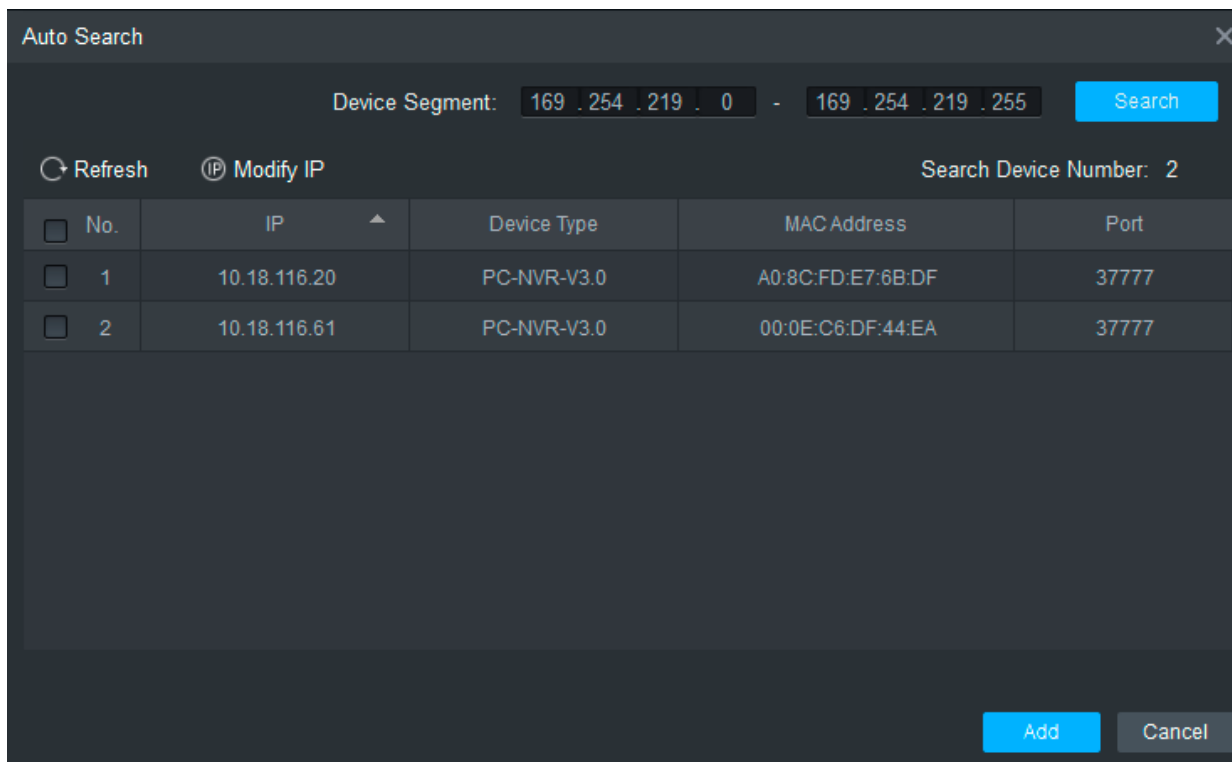 Auto Search
Device Segment: 169 . 254 . 219 . 0 - 169 . 254 . 219 . 255 Search
Refresh IP Modify IP Search Device Number: 2
No. IP Device Type MAC Address Port
1 10.18.116.20 PC-NVR-V3.0 A0:8C:FD:E7:6B:DF 37777
2 10.18.116.61 PC-NVR-V3.0 00:0E:C6:DF:44:EA 37777
Add Cancel